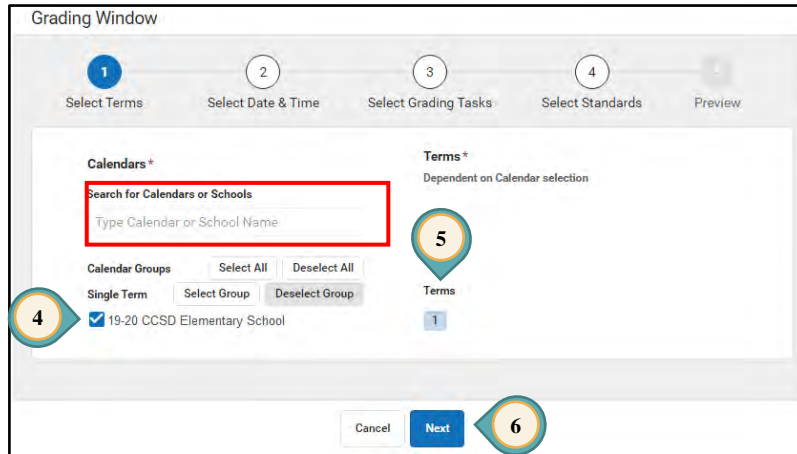 Grading Window
1 2 3 4
Select Terms Select Date & Time Select Grading Tasks Select Standards Preview
Calendars* Terms*
Dependent on Calendar selection
Search for Calendars or Schools
Type Calendar or School Name
5
Calendar Groups Select All Deselect All
Single Term Select Group Deselect Group Terms
4 19-20 CCSD Elementary School 1
Cancel Next 6